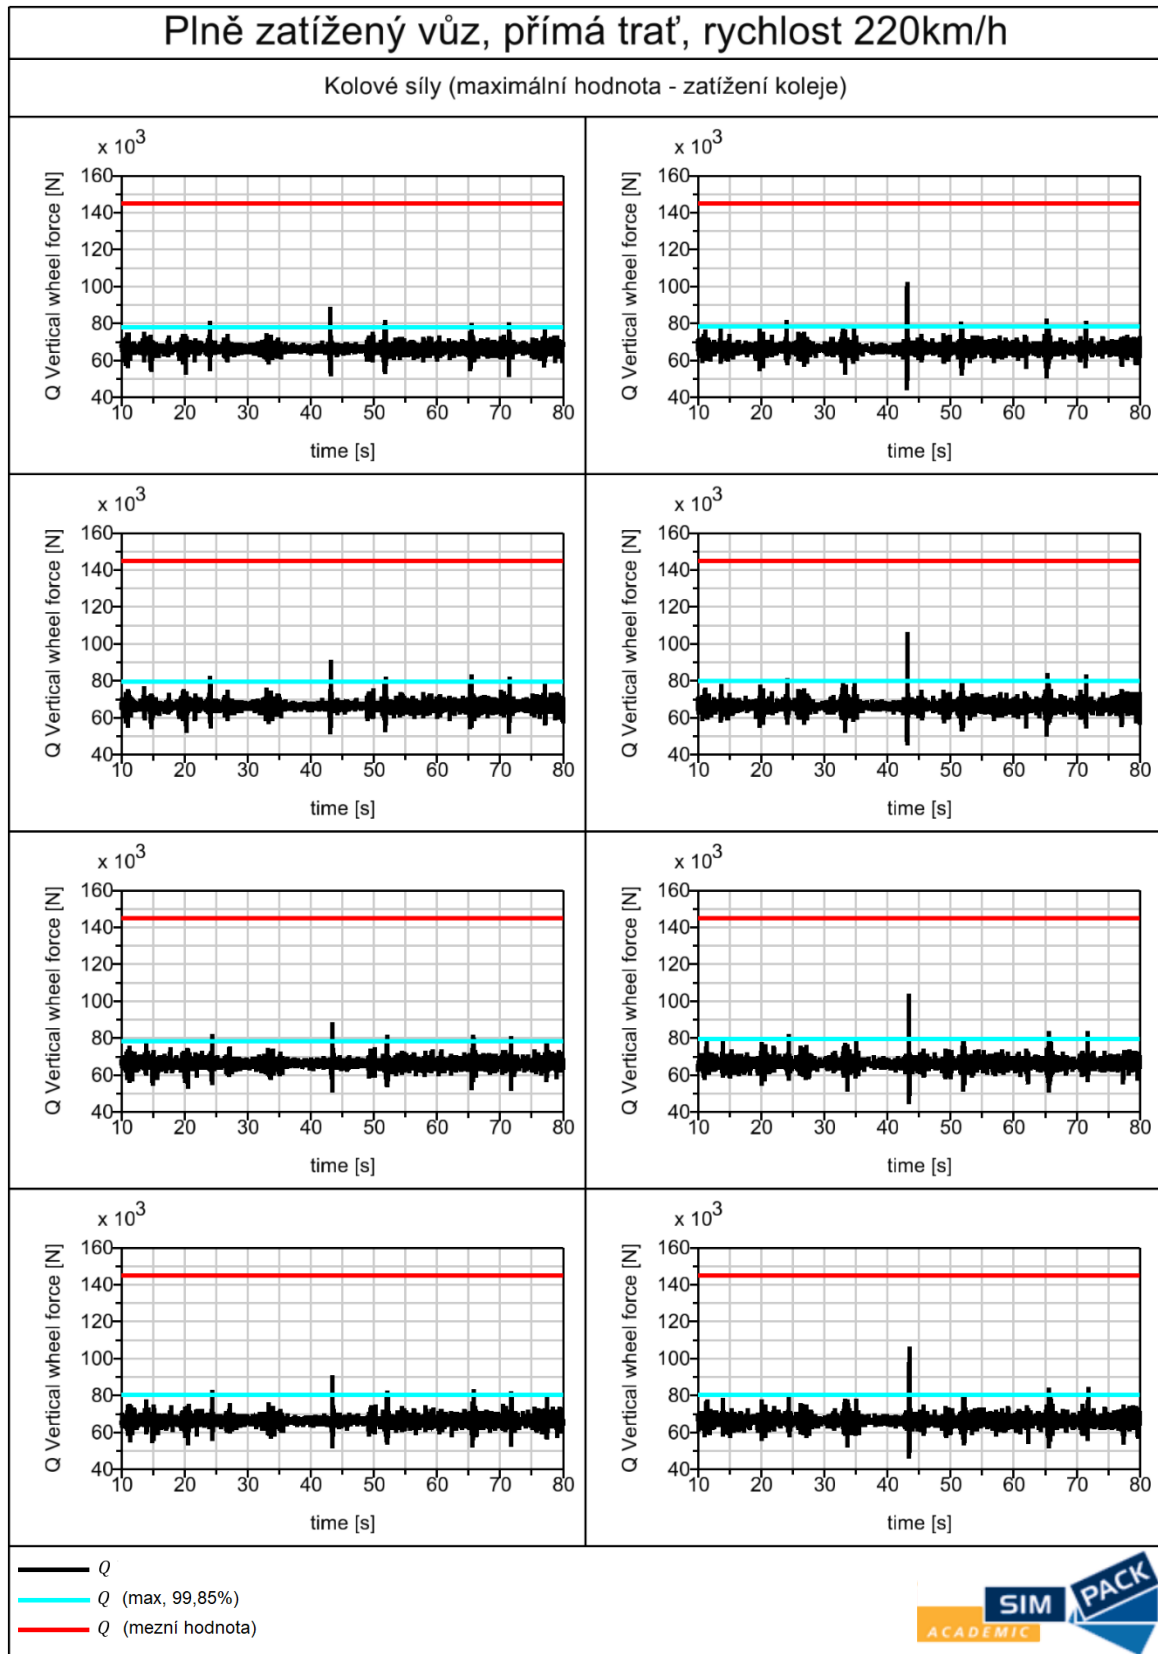 Plně zatížený vůz, přímá trať, rychlost 220km/h
Kolové síly (maximální hodnota - zatížení koleje)
x 10³
Q Vertical wheel force [N]
160
140
120
100
80
60
40
10 20 30 40 50 60 70 80
time [s]
x 10³
Q Vertical wheel force [N]
160
140
120
100
80
60
40
10 20 30 40 50 60 70 80
time [s]
x 10³
Q Vertical wheel force [N]
160
140
120
100
80
60
40
10 20 30 40 50 60 70 80
time [s]
x 10³
Q Vertical wheel force [N]
160
140
120
100
80
60
40
10 20 30 40 50 60 70 80
time [s]
x 10³
Q Vertical wheel force [N]
160
140
120
100
80
60
40
10 20 30 40 50 60 70 80
time [s]
x 10³
Q Vertical wheel force [N]
160
140
120
100
80
60
40
10 20 30 40 50 60 70 80
time [s]
x 10³
Q Vertical wheel force [N]
160
140
120
100
80
60
40
10 20 30 40 50 60 70 80
time [s]
x 10³
Q Vertical wheel force [N]
160
140
120
100
80
60
40
10 20 30 40 50 60 70 80
time [s]
Q
Q (max, 99,85%)
Q (mezní hodnota)
SIM PACK
ACADEMIC